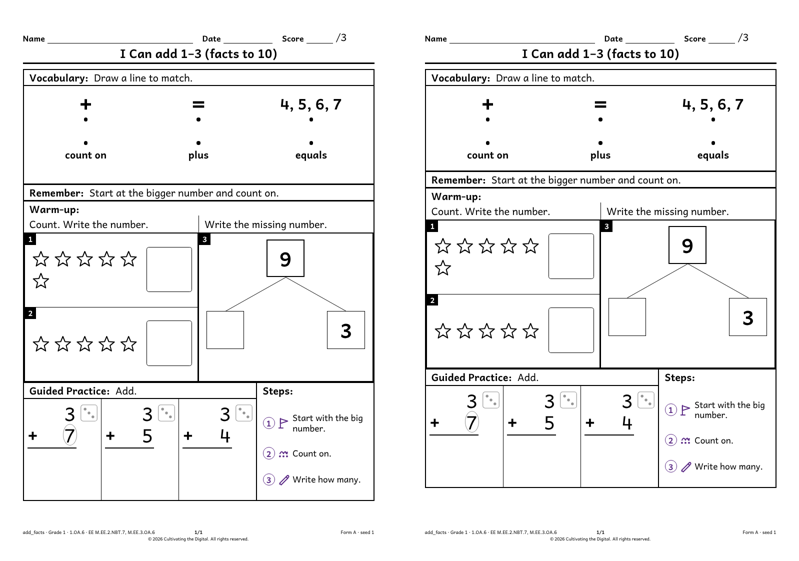 Name Date Score /3
I Can add 1–3 (facts to 10)
Vocabulary: Draw a line to match.
+ = 4, 5, 6, 7
count on plus equals
Remember: Start at the bigger number and count on.
Warm-up:
Count. Write the number. Write the missing number.
1 3
9
2
3
Guided Practice: Add. Steps:
3 3 3
+ 7 + 5 + 4
1 Start with the big
number.
2 Count on.
3 Write how many.
add_facts · Grade 1 · 1.OA.6 · EE M.EE.2.NBT.7, M.EE.3.OA.6 1/1 Form A · seed 1
© 2026 Cultivating the Digital. All rights reserved.
Name Date Score /3
I Can add 1–3 (facts to 10)
Vocabulary: Draw a line to match.
+ = 4, 5, 6, 7
count on plus equals
Remember: Start at the bigger number and count on.
Warm-up:
Count. Write the number. Write the missing number.
1 3
9
2
3
Guided Practice: Add. Steps:
3 3 3
+ 7 + 5 + 4
1 Start with the big
number.
2 Count on.
3 Write how many.
add_facts · Grade 1 · 1.OA.6 · EE M.EE.2.NBT.7, M.EE.3.OA.6 1/1 Form A · seed 1
© 2026 Cultivating the Digital. All rights reserved.